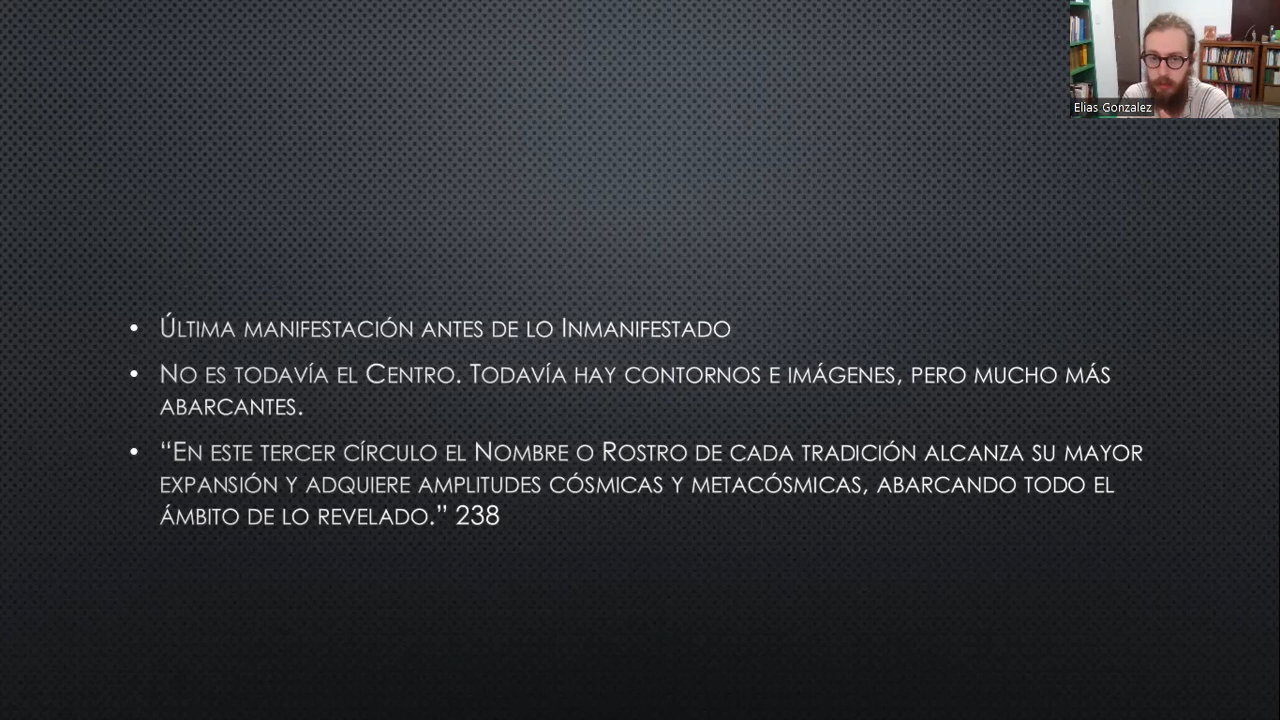 Elias Gonzalez
• Última manifestación antes de lo Inmanifestado
• No es todavía el Centro. Todavía hay contornos e imágenes, pero mucho más
abarcantes.
• “En este tercer círculo el Nombre o Rostro de cada tradición alcanza su mayor
expansión y adquiere amplitudes cósmicas y metacósmicas, abarcando todo el
ámbito de lo revelado.” 238